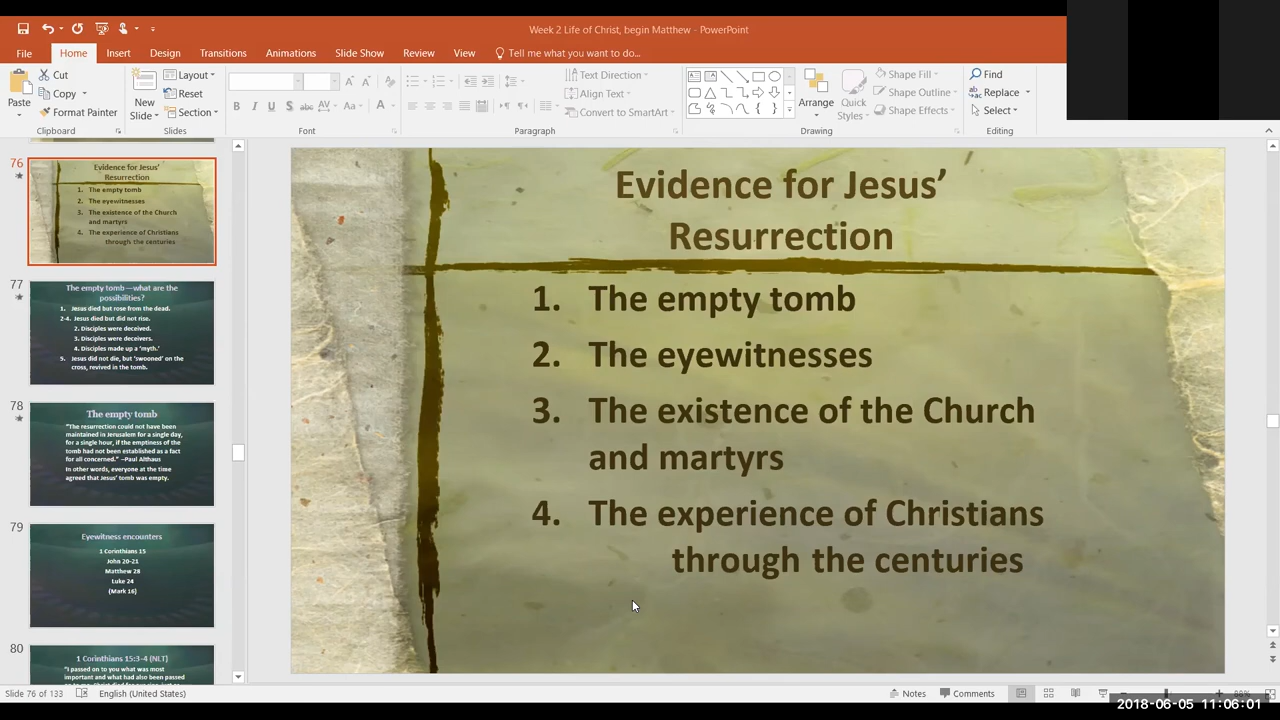 Week 2 Life of Christ, begin Matthew - PowerPoint
File Home Insert Design Transitions Animations Slide Show Review View Tell me what you want to do...
Paste
Cut
Copy
Format Painter
Clipboard
New
Slide
Layout
Reset
Section
Slides
B I U S abc AV Aa A
Font
Text Direction
Align Text
Convert to SmartArt
Paragraph
Arrange
Quick
Styles
Shape Fill
Shape Outline
Shape Effects
Drawing
Find
Replace
Select
Editing
76
Evidence for Jesus’
Resurrection
1. The empty tomb
2. The eyewitnesses
3. The existence of the Church
and martyrs
4. The experience of Christians
through the centuries
77
The empty tomb—what are the
possibilities?
1. Jesus died but rose from the dead.
2-4. Jesus died but did not rise.
2. Disciples were deceived.
3. Disciples were deceivers.
4. Disciples made up a ‘myth.’
5. Jesus did not die, but ‘swooned’ on the
cross, revived in the tomb.
78
The empty tomb
“The resurrection could not have been
maintained in Jerusalem for a single day,
for a single hour, if the emptiness of the
tomb had not been established as a fact
for all concerned.” –Paul Althaus
In other words, everyone at the time
agreed that Jesus’ tomb was empty.
79
Eyewitness encounters
1 Corinthians 15
John 20-21
Matthew 28
Luke 24
(Mark 16)
80
1 Corinthians 15:3-4 (NLT)
“I passed on to you what was most
important and what had also been passed
Evidence for Jesus’
Resurrection
1. The empty tomb
2. The eyewitnesses
3. The existence of the Church
and martyrs
4. The experience of Christians
through the centuries
Slide 76 of 133 English (United States)
Notes Comments
2018-06-05 11:06:01